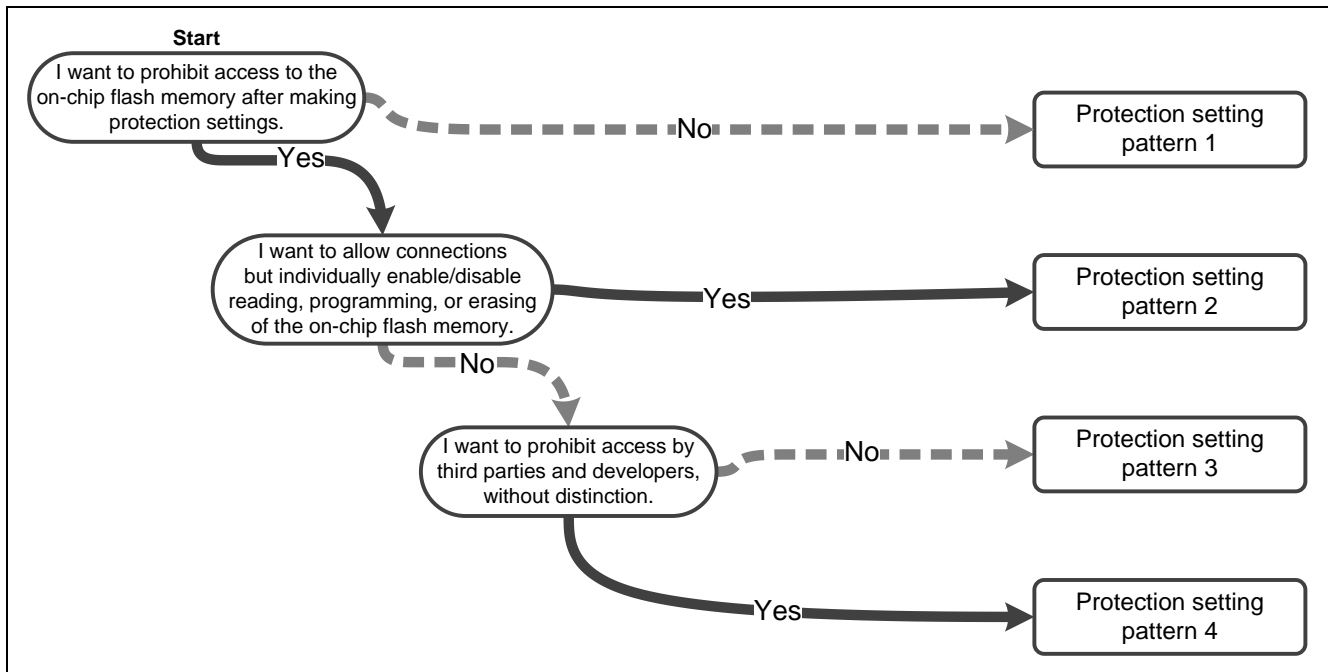 Start
I want to prohibit access to the
on-chip flash memory after making
protection settings.
No
Protection setting
pattern 1
Yes
I want to allow connections
but individually enable/disable
reading, programming, or erasing
of the on-chip flash memory.
Yes
Protection setting
pattern 2
No
I want to prohibit access by
third parties and developers,
without distinction.
No
Protection setting
pattern 3
Yes
Protection setting
pattern 4